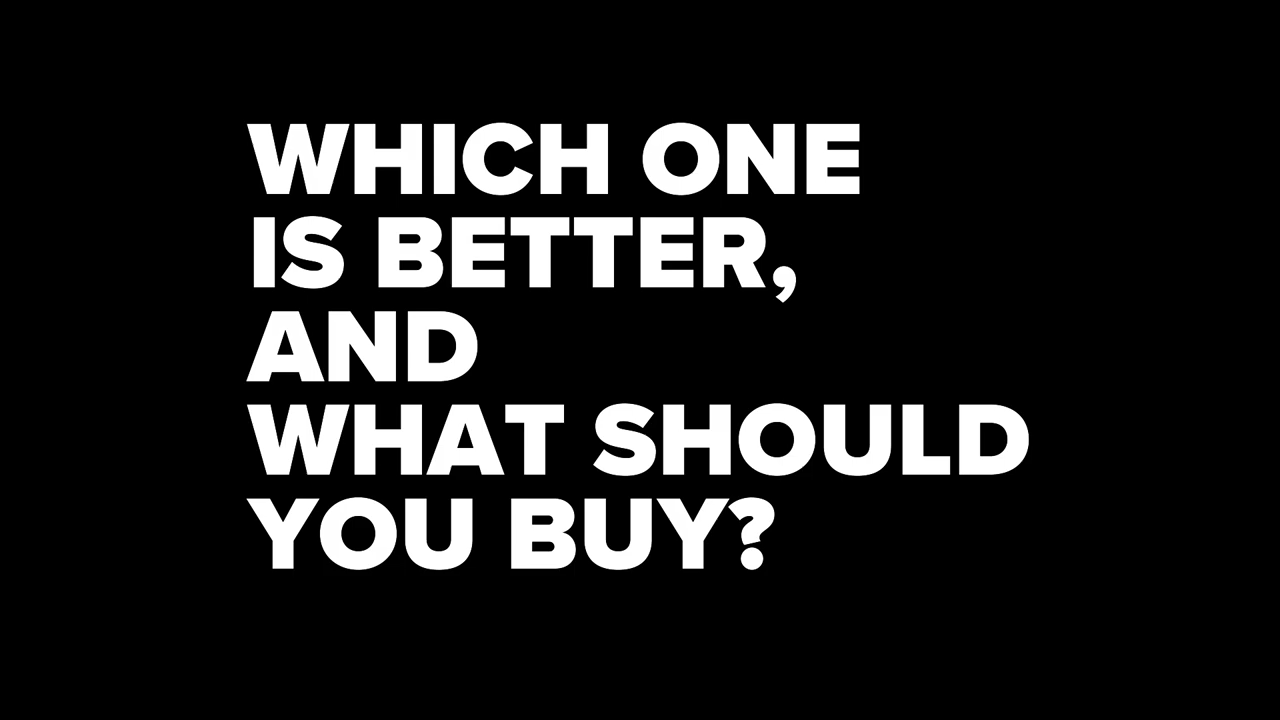 WHICH ONE
IS BETTER,
AND
WHAT SHOULD
YOU BUY?